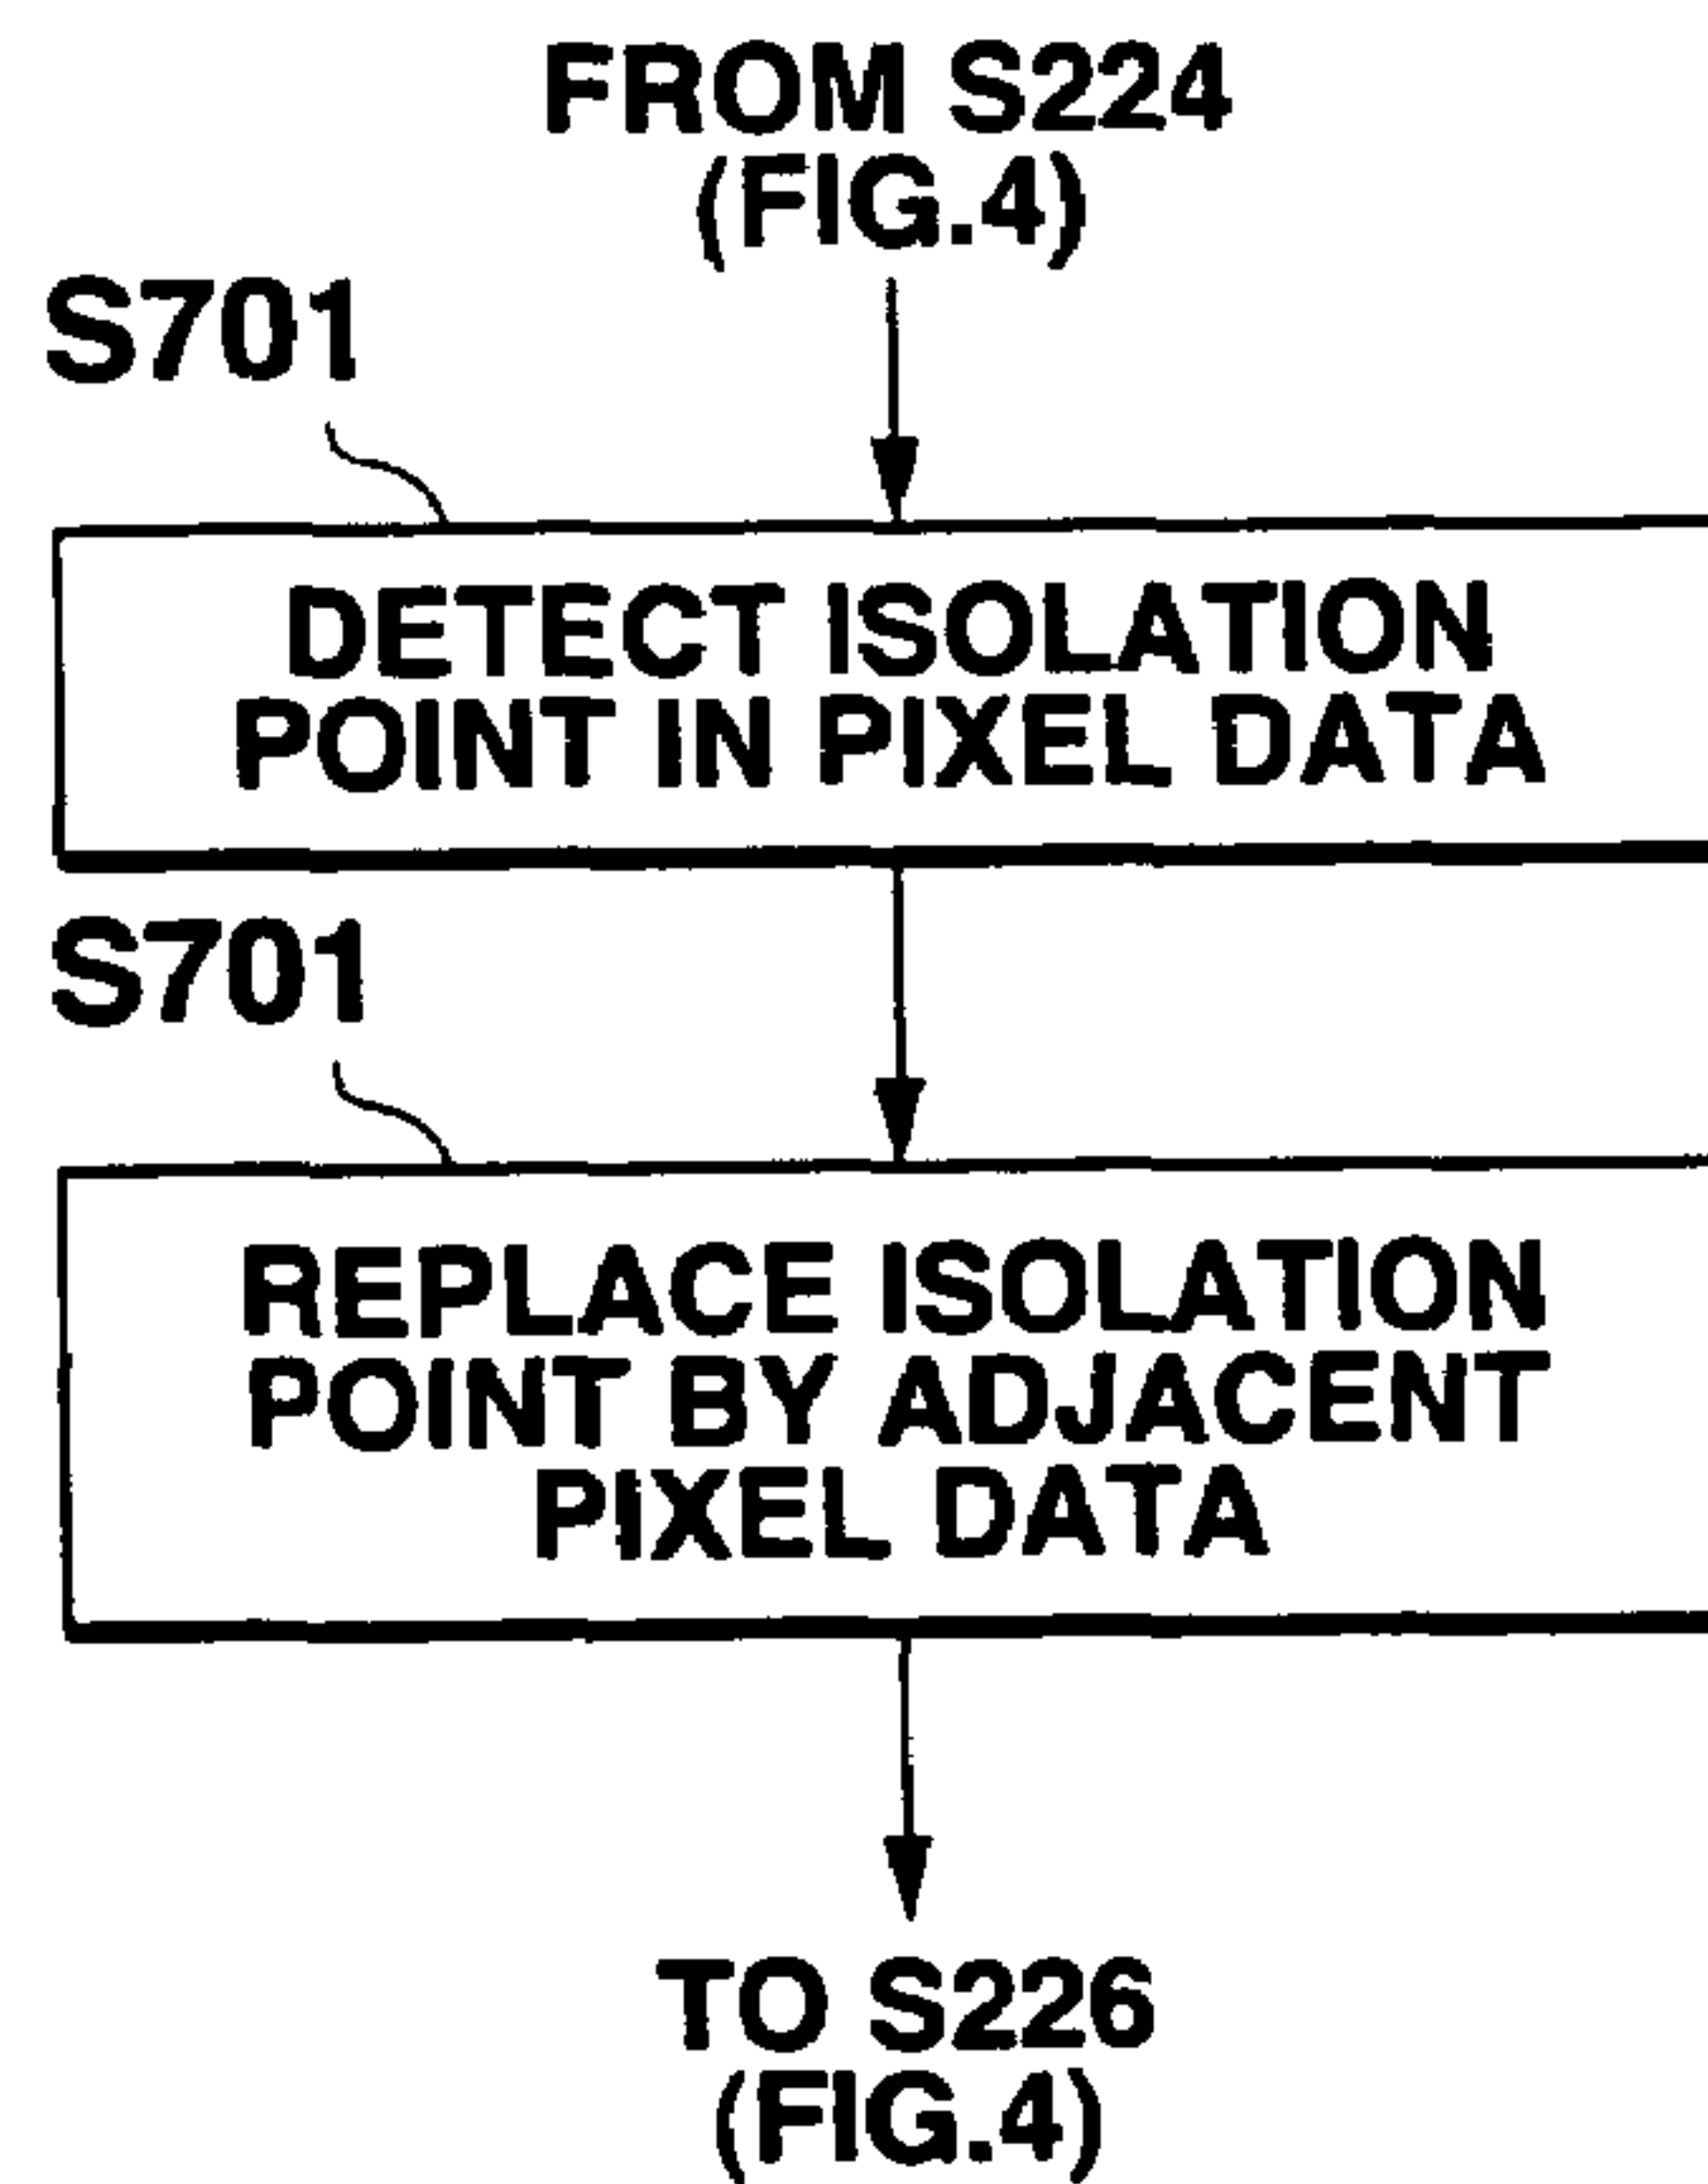 FROM S224
(FIG.4)
S701
DETECT ISOLATION
POINT IN PIXEL DATA
S701
REPLACE ISOLATION
POINT BY ADJACENT
PIXEL DATA
TO S226
(FIG.4)